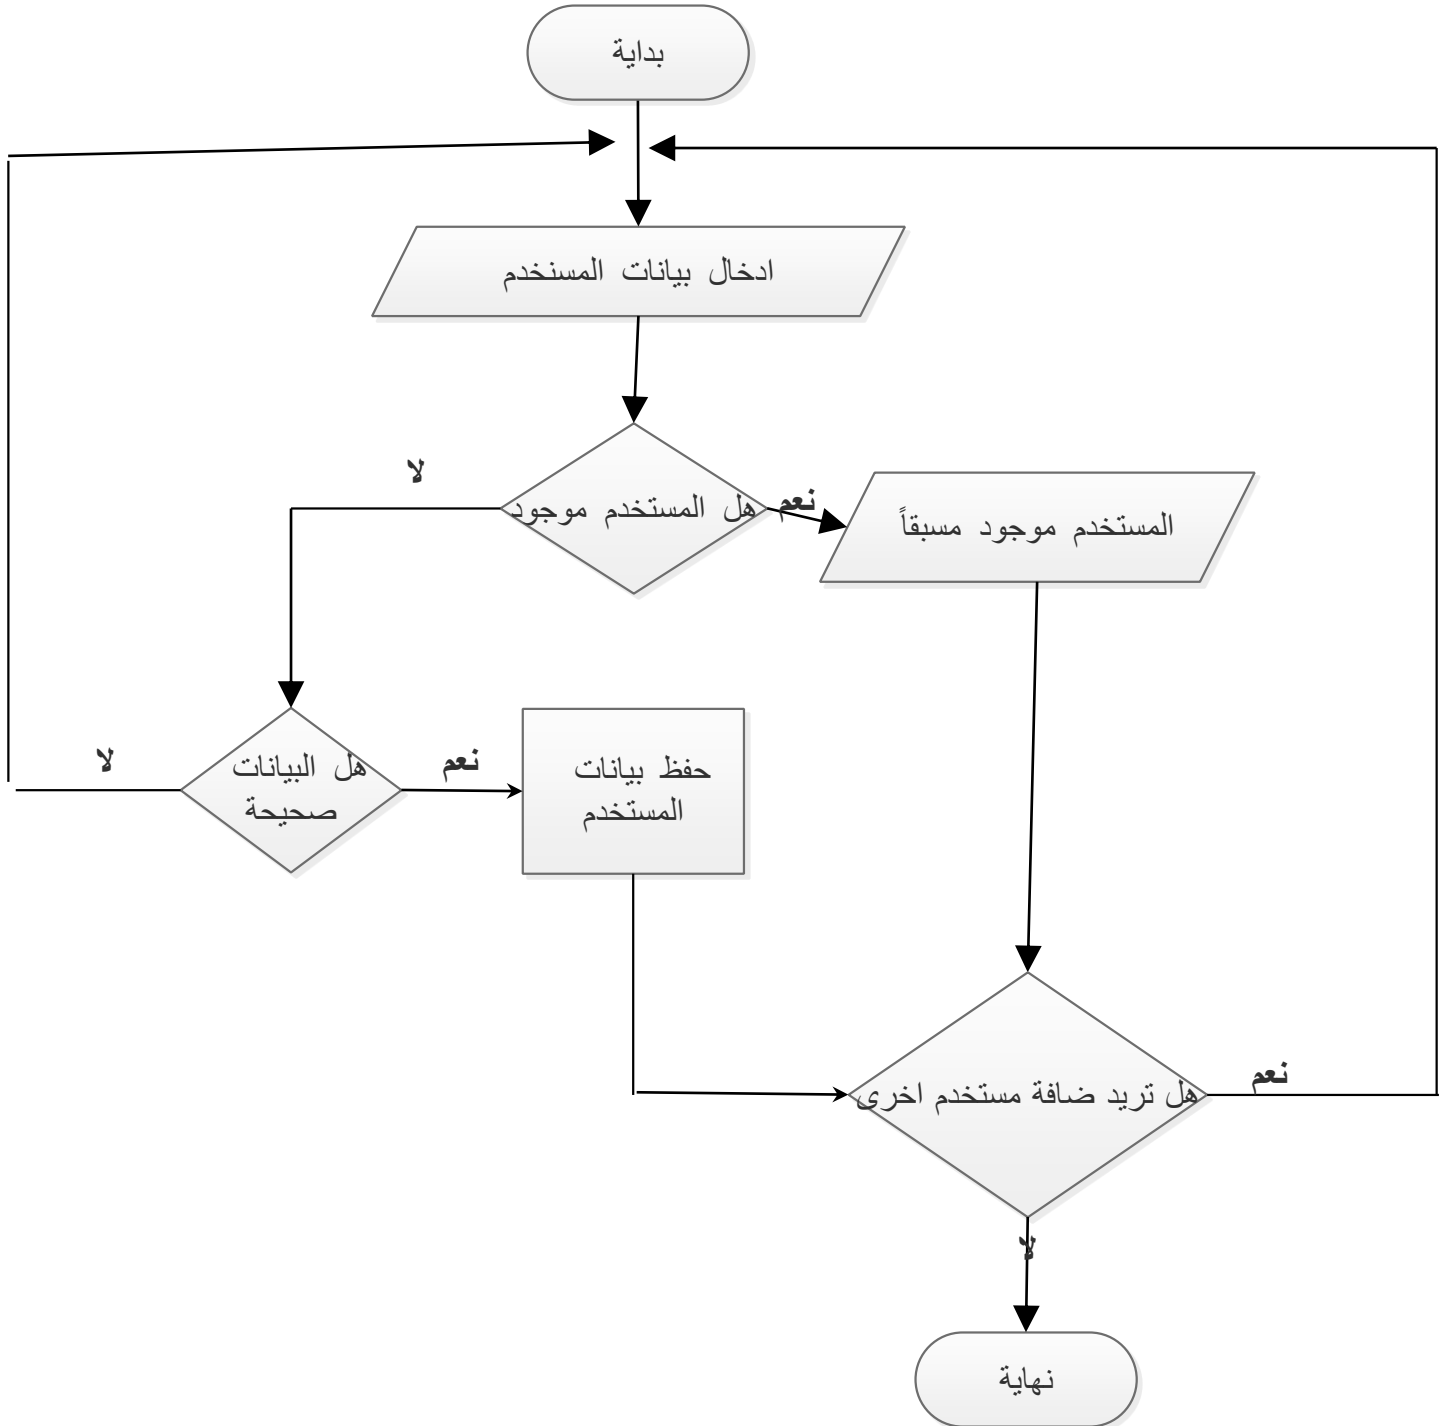 بداية
ادخال بيانات المسنخدم
لا
هل المستخدم موجود
نعم
المستخدم موجود مسبقاً
لا
هل البيانات
صحيحة
نعم
حفظ بيانات
المستخدم
هل تريد ضافة مستخدم اخرى
نعم
لا
نهاية